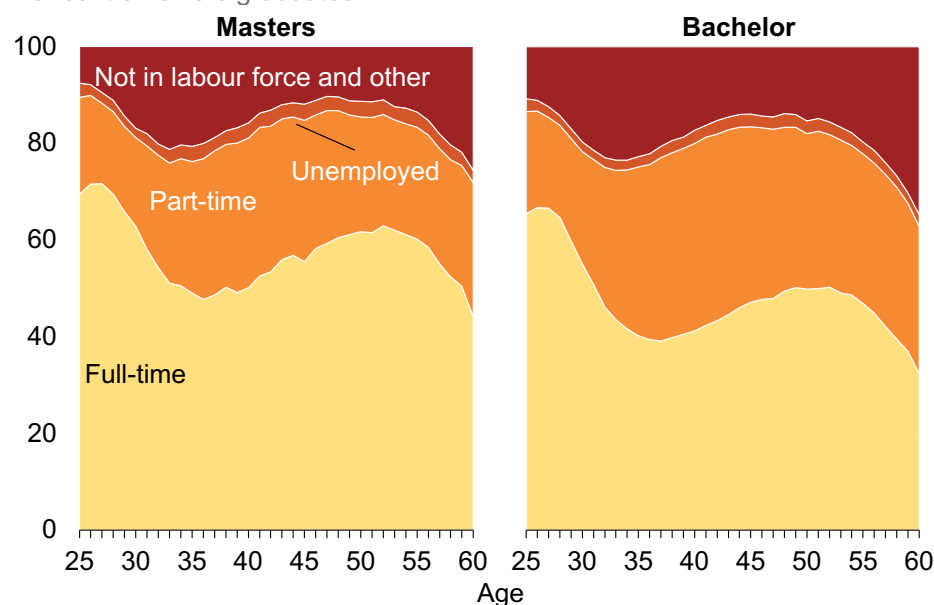 Masters
Bachelor
100
80
60
40
20
0
Not in labour force and other
Unemployed
Part-time
Full-time
25 30 35 40 45 50 55 60
25 30 35 40 45 50 55 60
Age